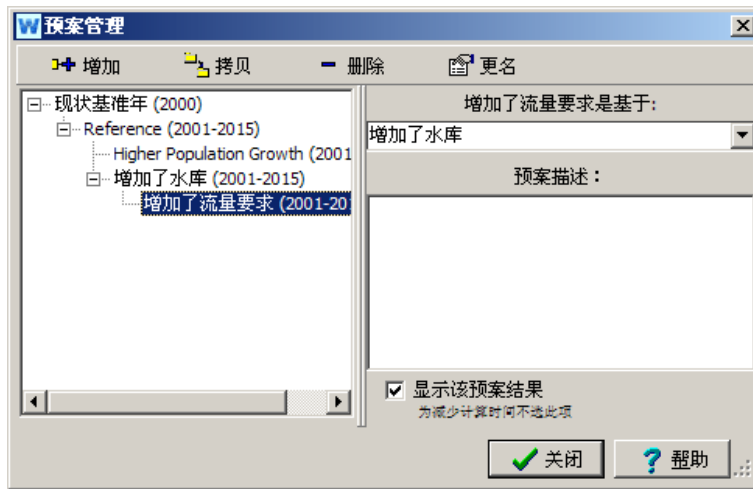 预案管理
增加 拷贝 删除 更名
现状基准年 (2000)
Reference (2001-2015)
Higher Population Growth (2001
增加了水库 (2001-2015)
增加了流量要求 (2001-20
增加了流量要求是基于:
增加了水库
预案描述：
显示该预案结果
为减少计算时间不选此项
关闭 帮助